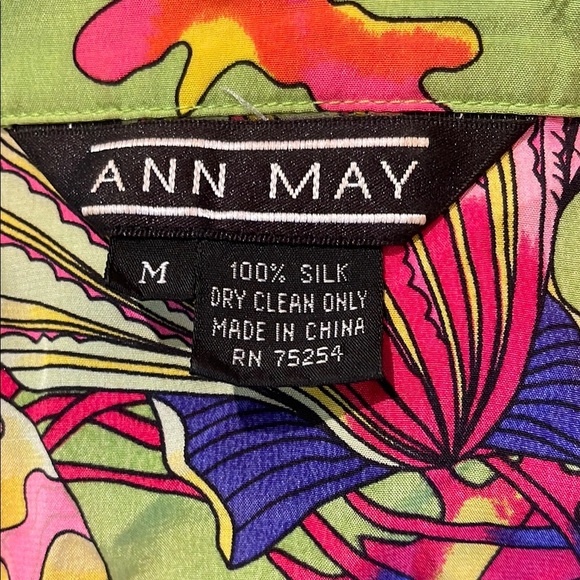 ANN MAY
M
100% SILK
DRY CLEAN ONLY
MADE IN CHINA
RN 75254